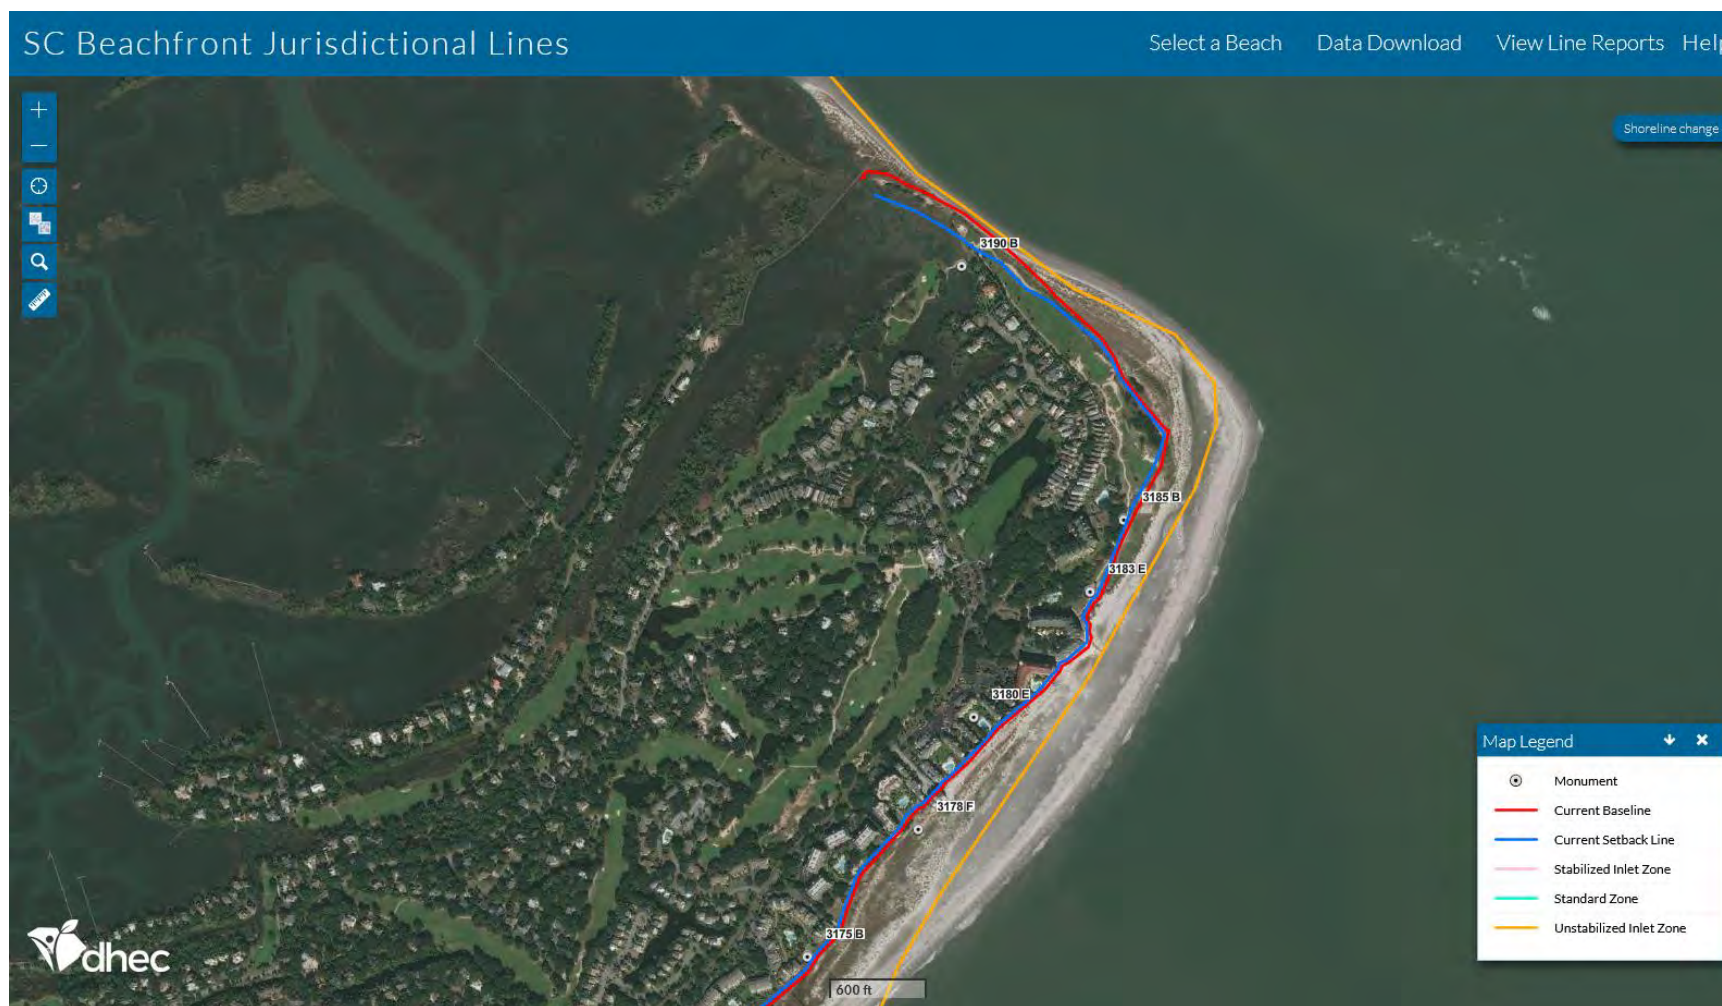 SC Beachfront Jurisdictional Lines
Select a Beach Data Download View Line Reports Help
Shoreline change
3190 B
3185 B
3183 E
3180 E
3178 F
3175 B
600 ft
dhec
Map Legend
Monument
Current Baseline
Current Setback Line
Stabilized Inlet Zone
Standard Zone
Unstabilized Inlet Zone